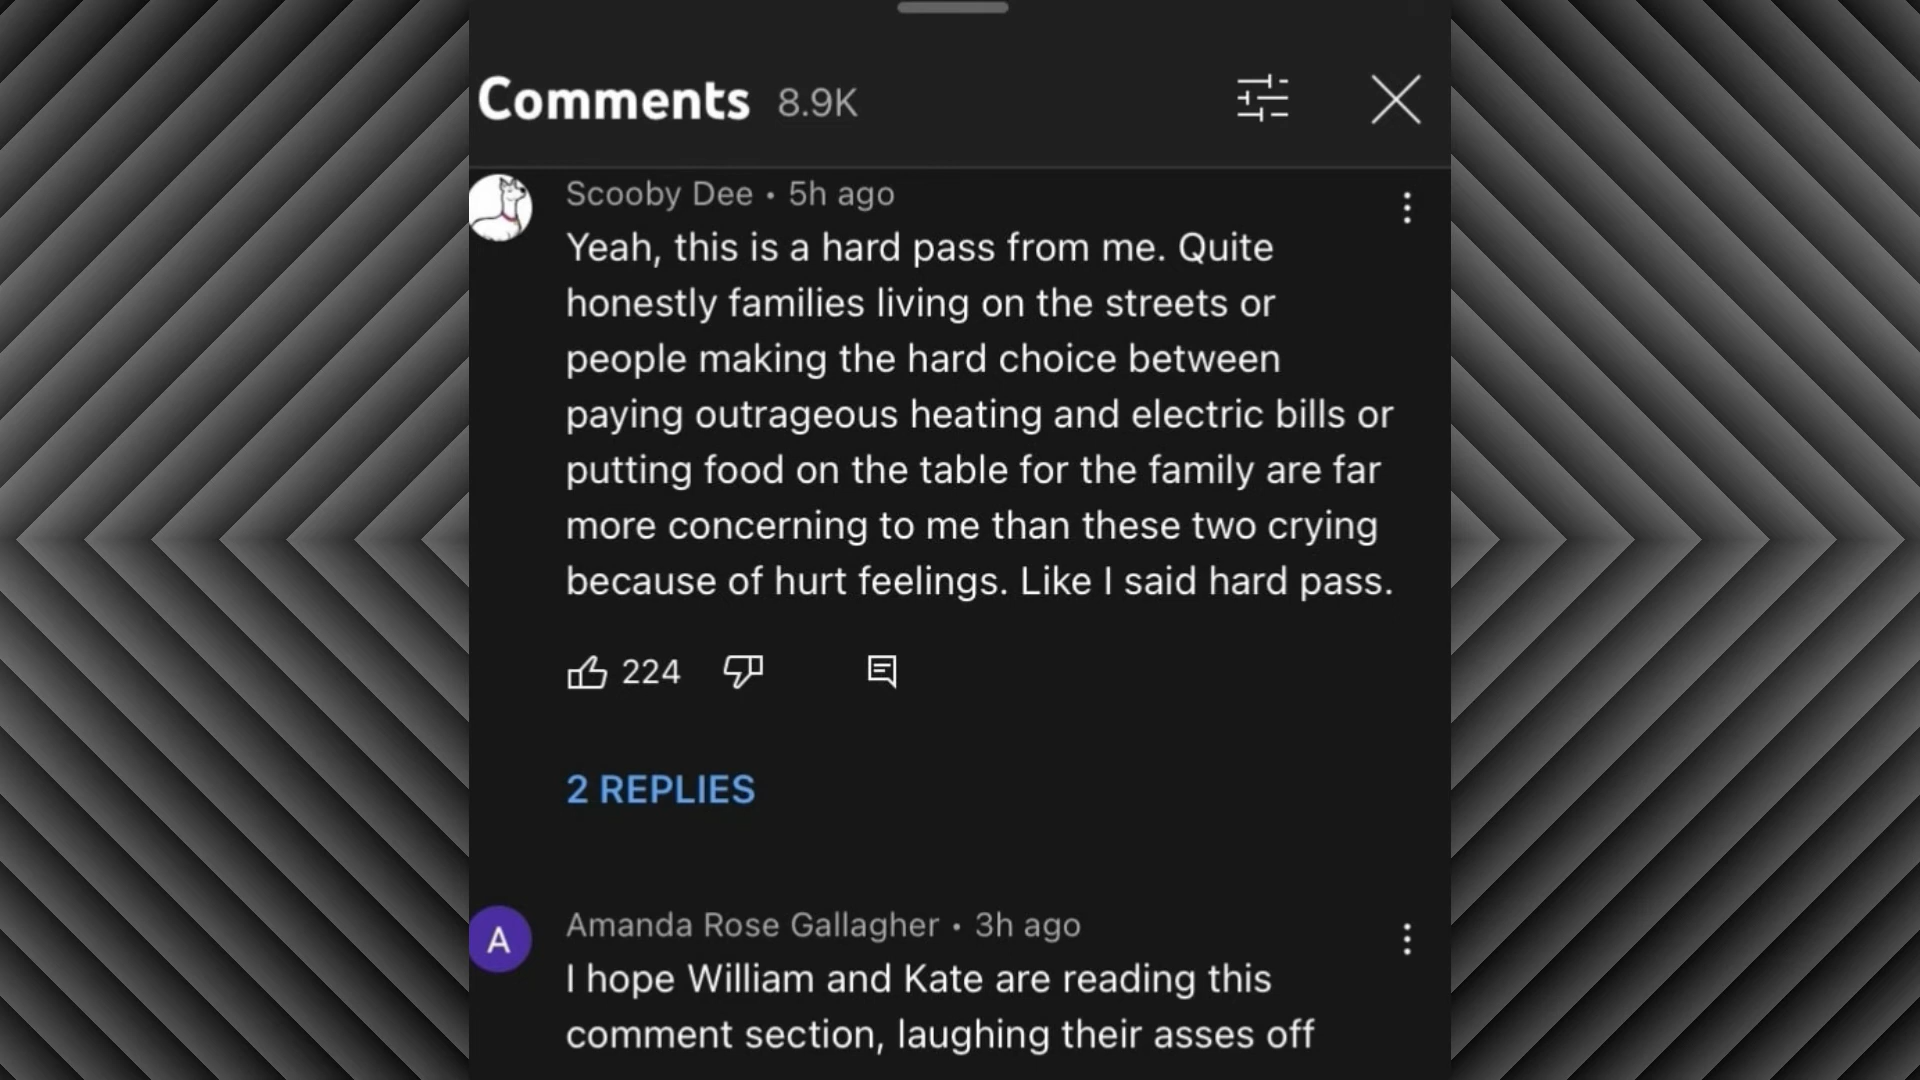 Comments 8.9K
Scooby Dee • 5h ago
Yeah, this is a hard pass from me. Quite
honestly families living on the streets or
people making the hard choice between
paying outrageous heating and electric bills or
putting food on the table for the family are far
more concerning to me than these two crying
because of hurt feelings. Like I said hard pass.
224
2 REPLIES
A
Amanda Rose Gallagher • 3h ago
I hope William and Kate are reading this
comment section, laughing their asses off